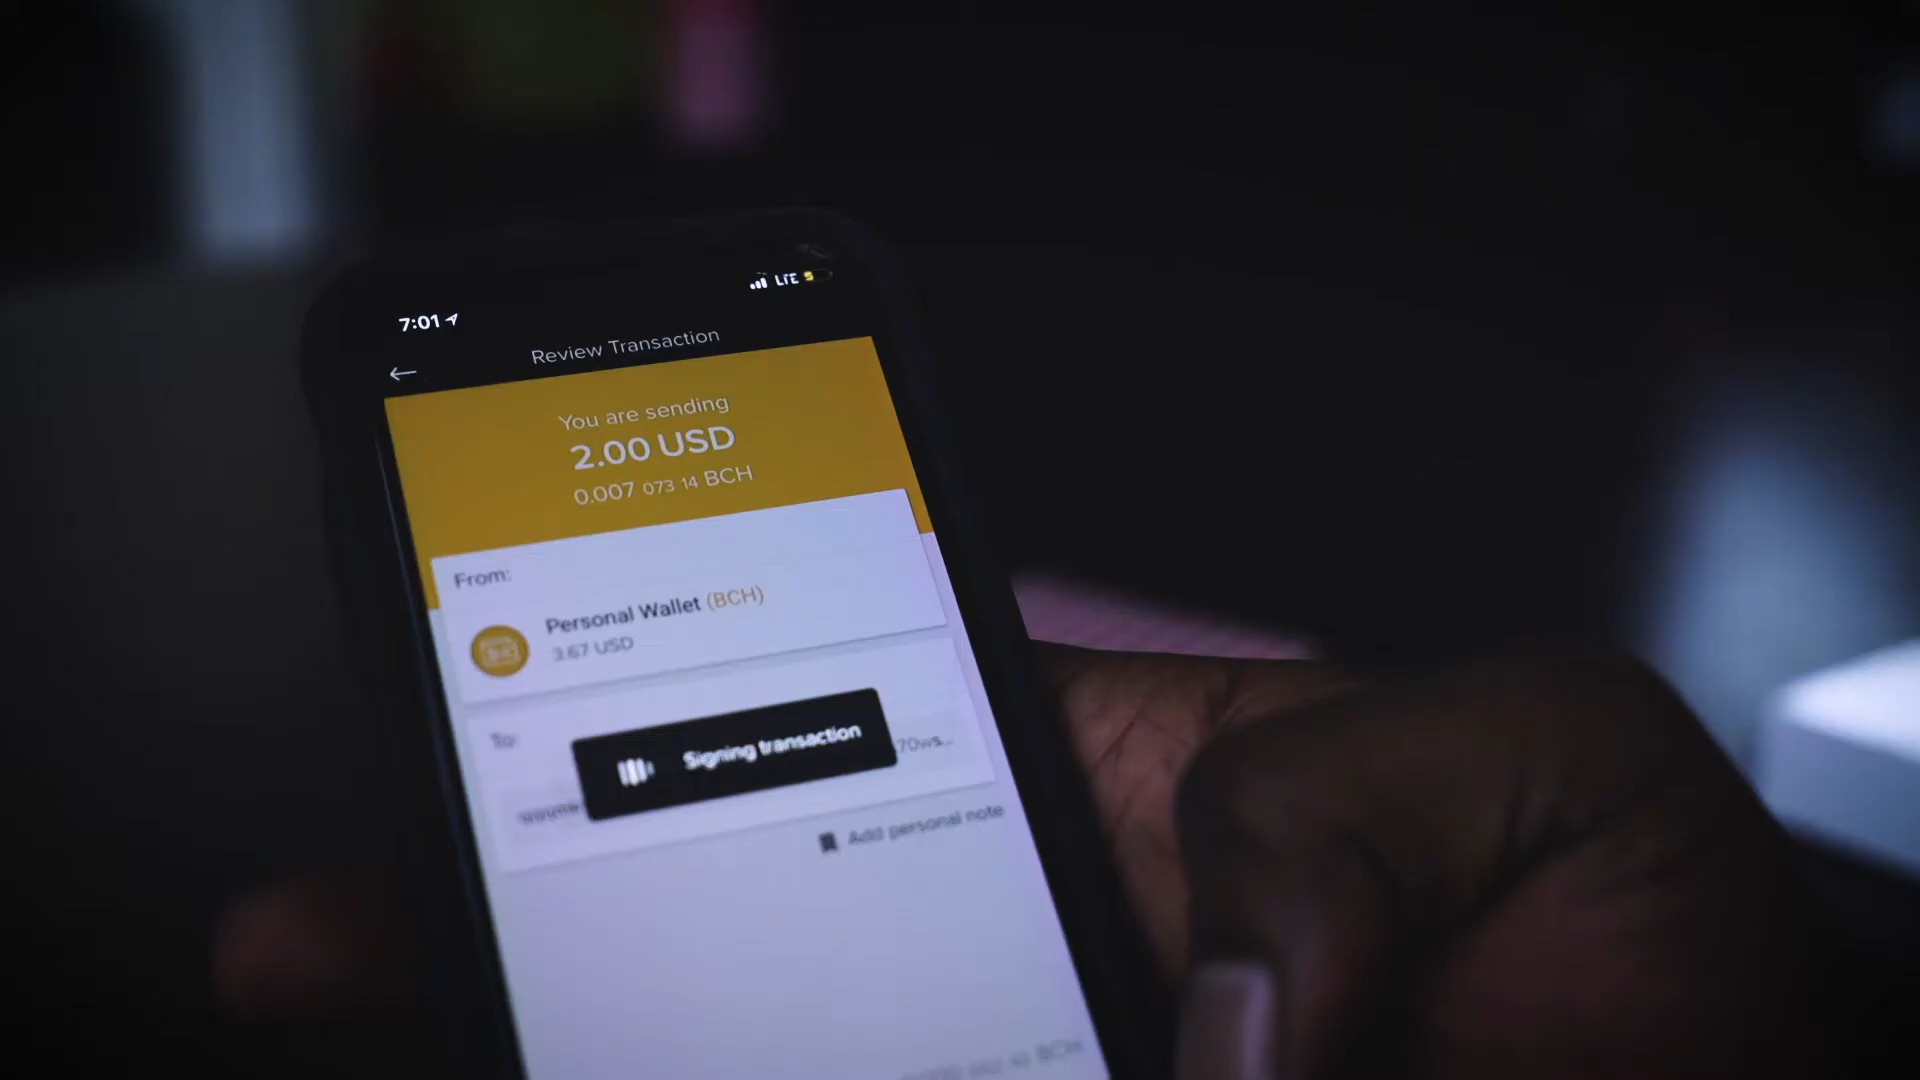 7:01
LTE
Review Transaction
You are sending
2.00 USD
0.007 073 14 BCH
From:
Personal Wallet (BCH)
3.67 USD
To:
Signing transaction
70ws...
Add personal note
BCH